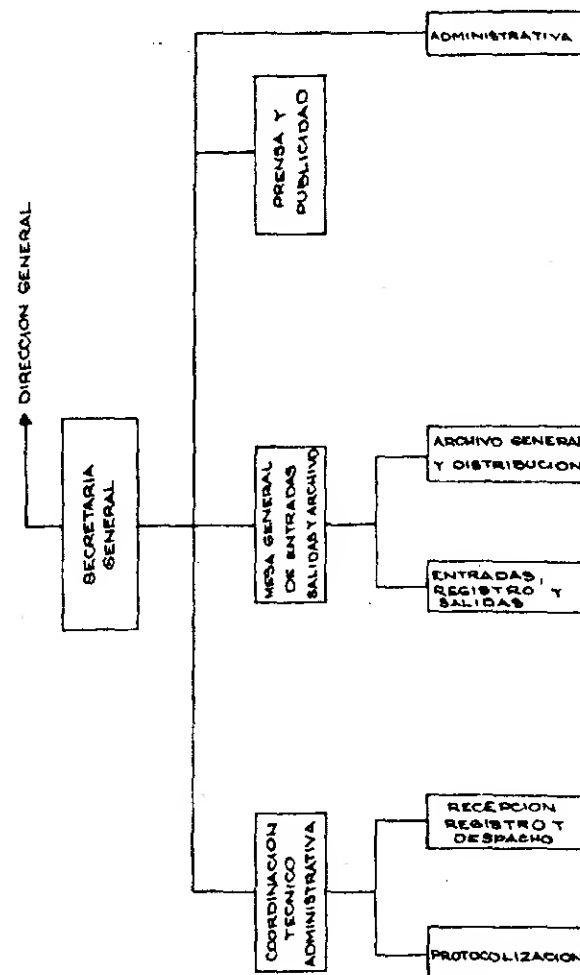 DIRECCION GENERAL
SECRETARIA
GENERAL
COORDINACION
TECNICO
ADMINISTRATIVA
MESA GENERAL
DE ENTRADAS
SALIDAS Y ARCHIVO
PRENSA Y
PUBLICIDAD
PROTOCOLIZACION
RECEPCION
REGISTRO Y
DESPACHO
ENTRADAS,
REGISTRO Y
SALIDAS
ARCHIVO GENERAL
Y DISTRIBUCION
ADMINISTRATIVA